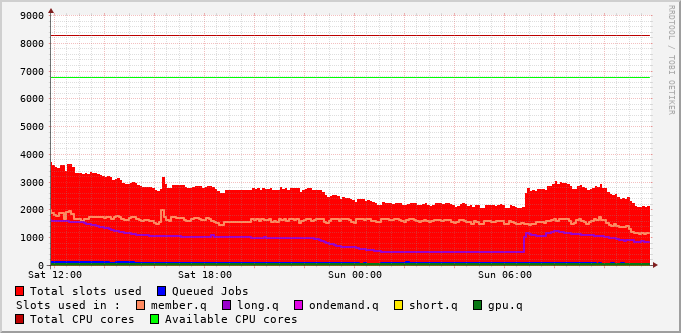 9000
8000
7000
6000
5000
4000
3000
2000
1000
0
Sat 12:00 Sat 18:00 Sun 00:00 Sun 06:00
Total slots used Queued Jobs
Slots used in : member.q long.q ondemand.q short.q gpu.q
Total CPU cores Available CPU cores
RRDTOOL / TOBI OETIKER